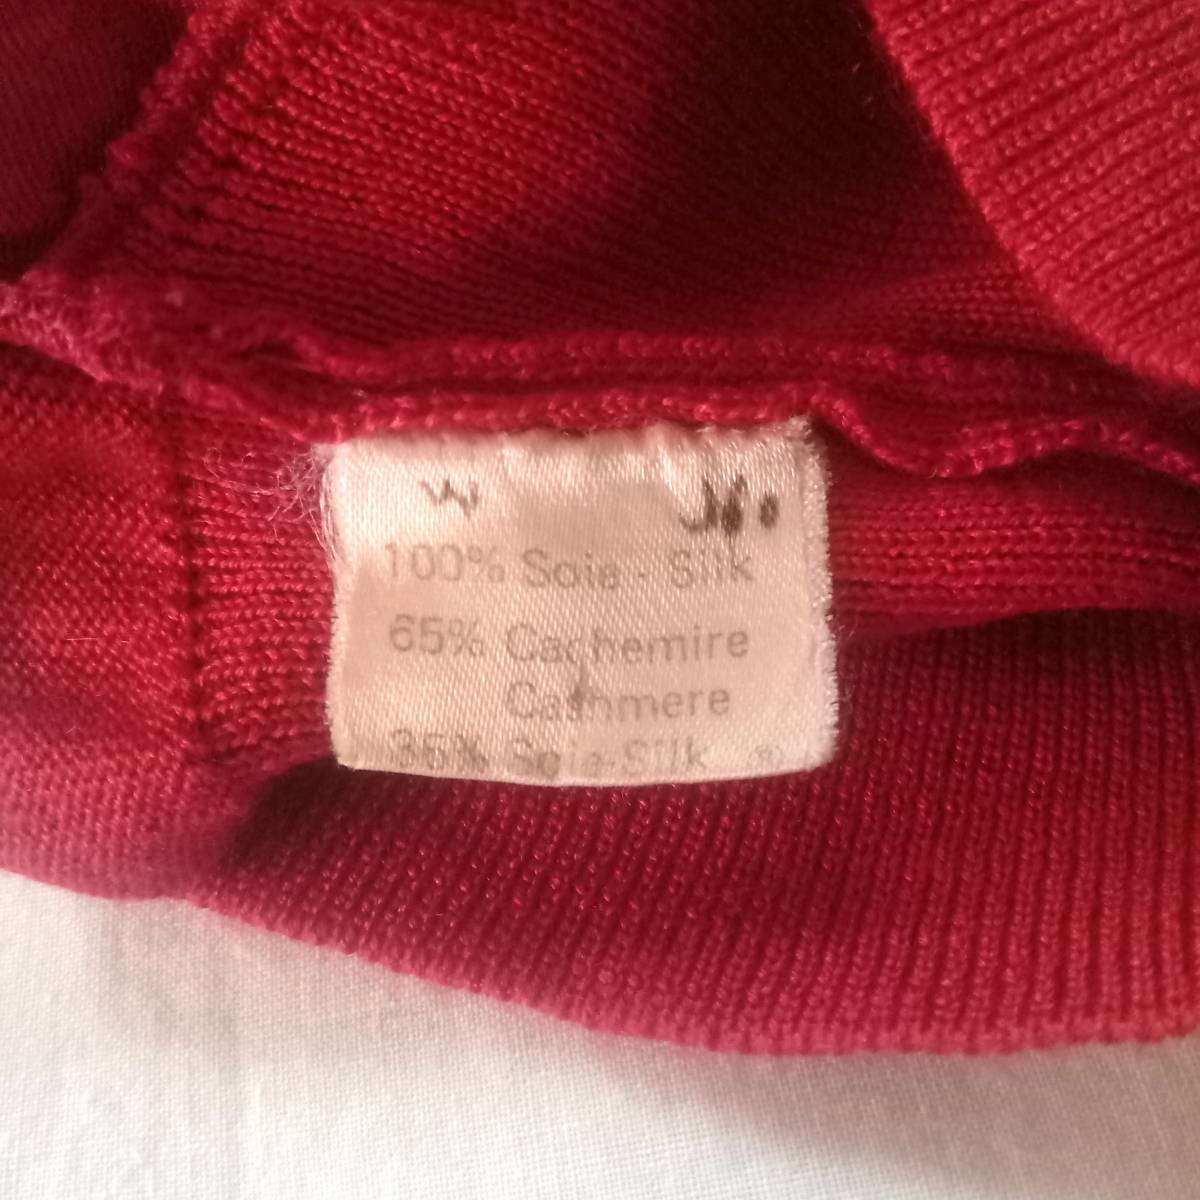 100% Soie - Silk
65% Cachemire
Cashmere
35% Soie-Silk ®